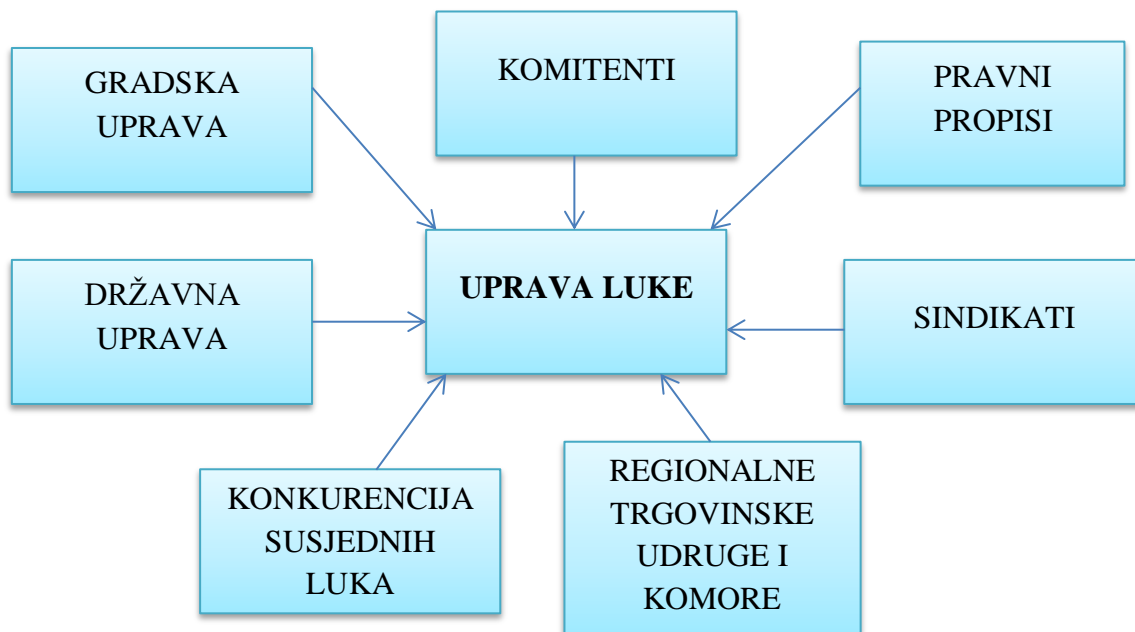 GRADSKA
UPRAVA
KOMITENTI
PRAVNI
PROPISI
DRŽAVNA
UPRAVA
UPRAVA LUKE
SINDIKATI
KONKURENCIJA
SUSJEDNIH
LUKA
REGIONALNE
TRGOVINSKE
UDRUGE I
KOMORE